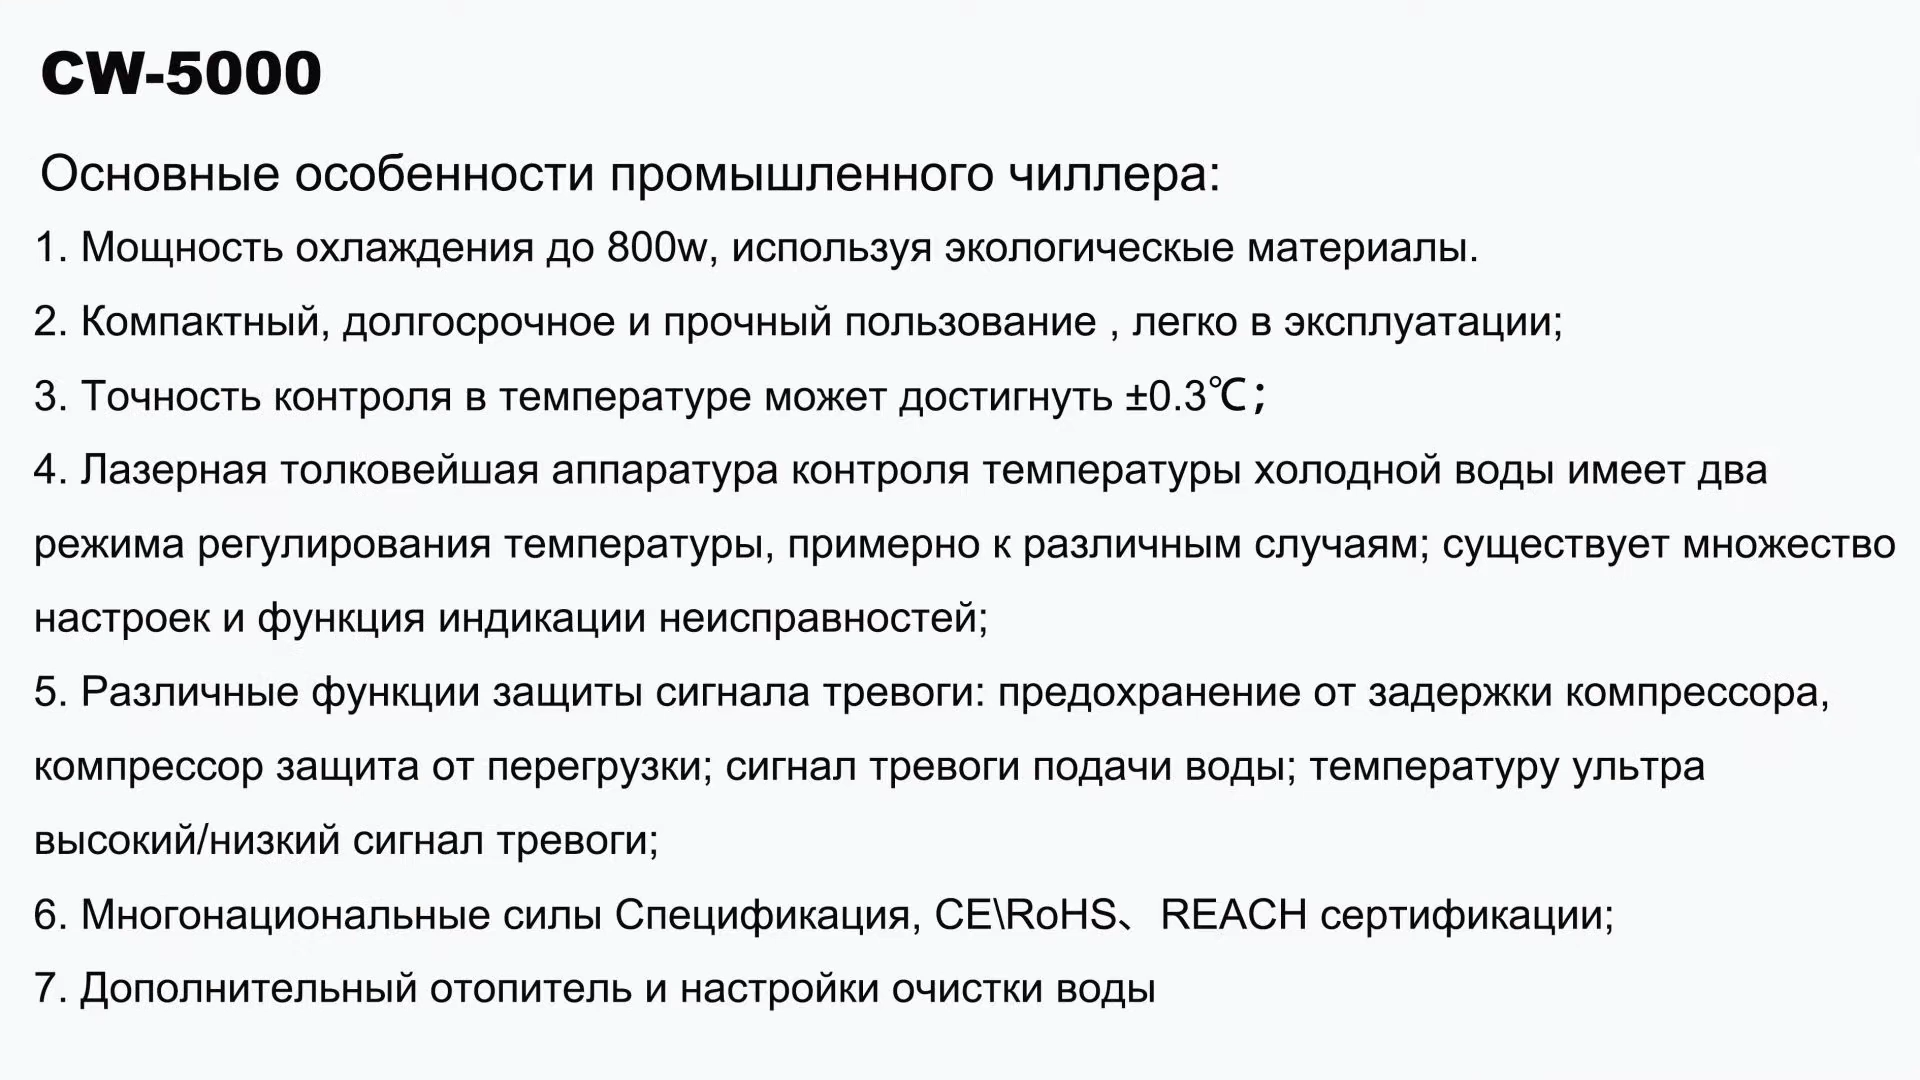 CW-5000
Основные особенности промышленного чиллера:
1. Мощность охлаждения до 800w, используя экологическые материалы.
2. Компактный, долгосрочное и прочный пользование , легко в эксплуатации;
3. Точность контроля в температуре может достигнуть ±0.3℃;
4. Лазерная толковейшая аппаратура контроля температуры холодной воды имеет два
режима регулирования температуры, примерно к различным случаям; существует множество
настроек и функция индикации неисправностей;
5. Различные функции защиты сигнала тревоги: предохранение от задержки компрессора,
компрессор защита от перегрузки; сигнал тревоги подачи воды; температуру ультра
высокий/низкий сигнал тревоги;
6. Многонациональные силы Спецификация, CE\RoHS、REACH сертификации;
7. Дополнительный отопитель и настройки очистки воды